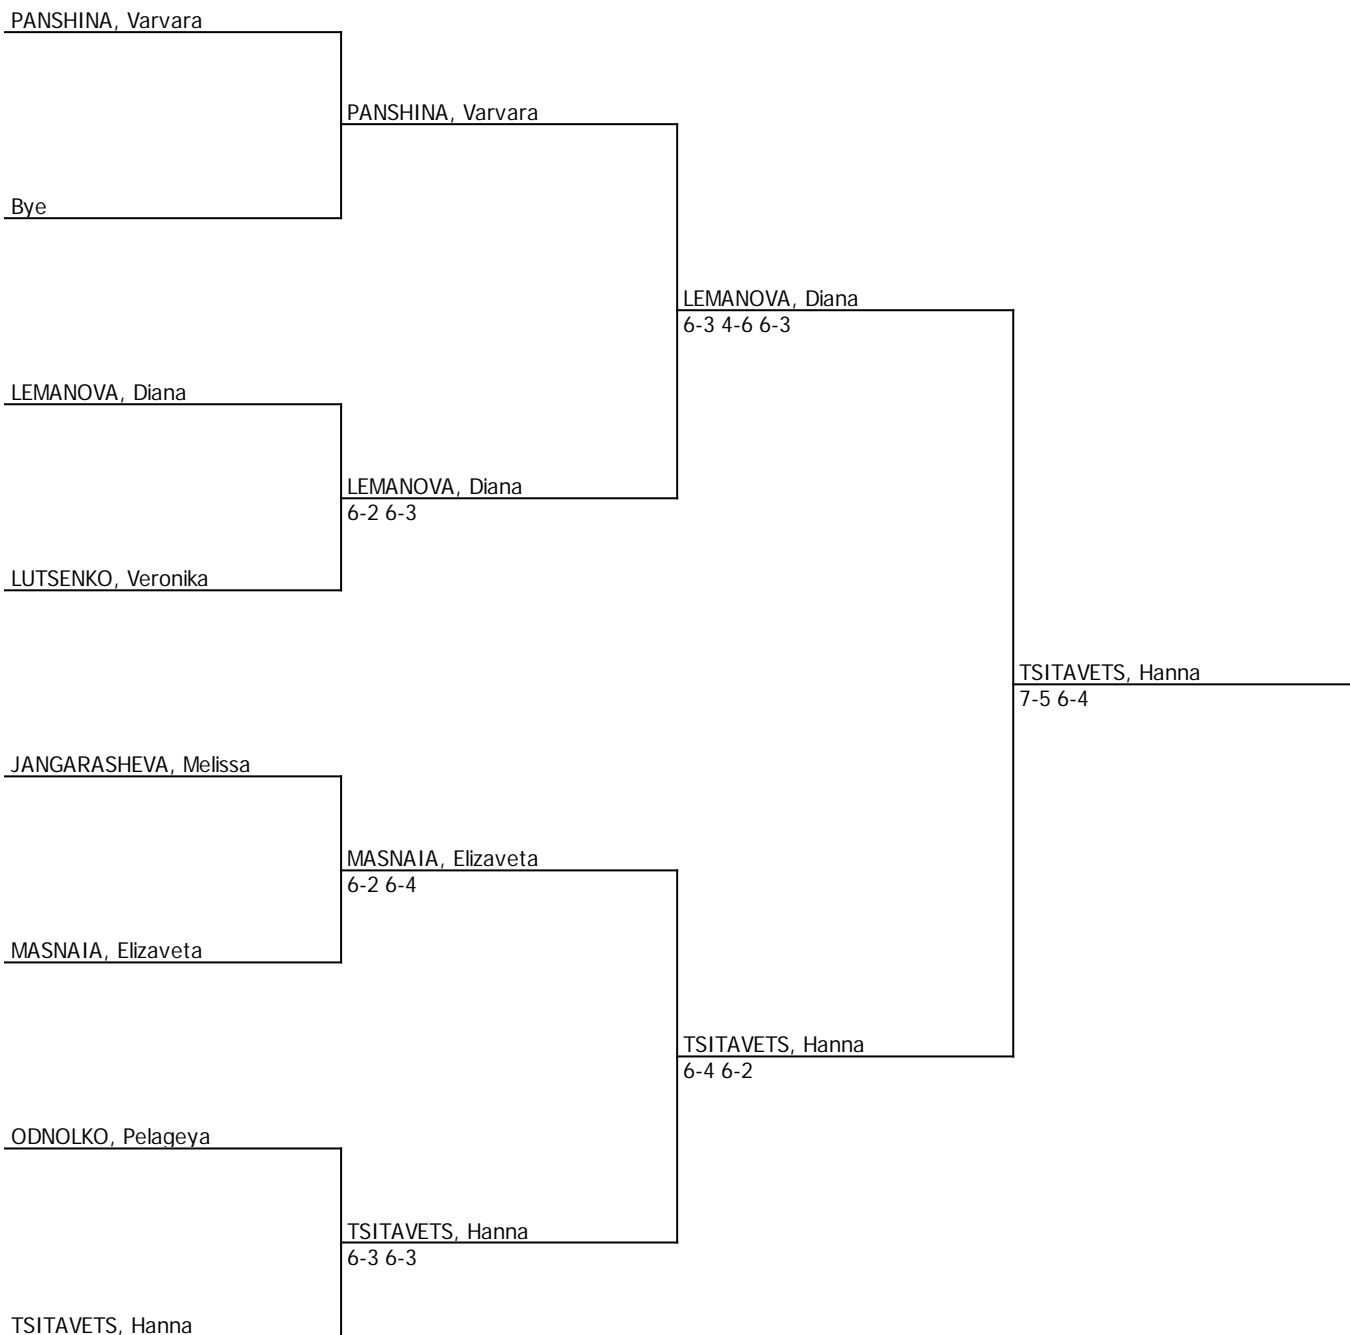 PANSHINA, Varvara
PANSHINA, Varvara
Bye
LEMANOVA, Diana
6-3 4-6 6-3
LEMANOVA, Diana
LEMANOVA, Diana
6-2 6-3
LUTSENKO, Veronika
TSITAVETS, Hanna
7-5 6-4
JANGARASHEVA, Melissa
MASNAIA, Elizaveta
6-2 6-4
MASNAIA, Elizaveta
TSITAVETS, Hanna
6-4 6-2
ODNOLKO, Pelageya
TSITAVETS, Hanna
6-3 6-3
TSITAVETS, Hanna